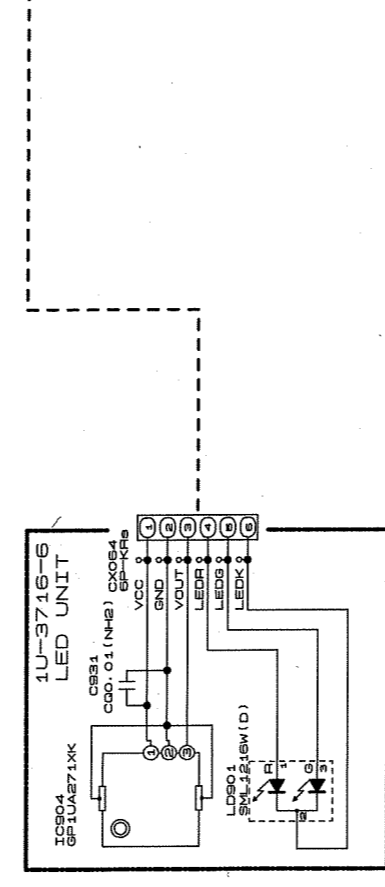 1U-3716-6
LED UNIT
CX064
6P-KRs
C931
CQ0.01(NH2)
IC904
GP1UA271XK
VCC
GND
VOUT
LEDR
LEDG
LEDK
1
2
3
4
5
6
1
2
3
LD901
SML1216W(D)
R
1
G
3
2